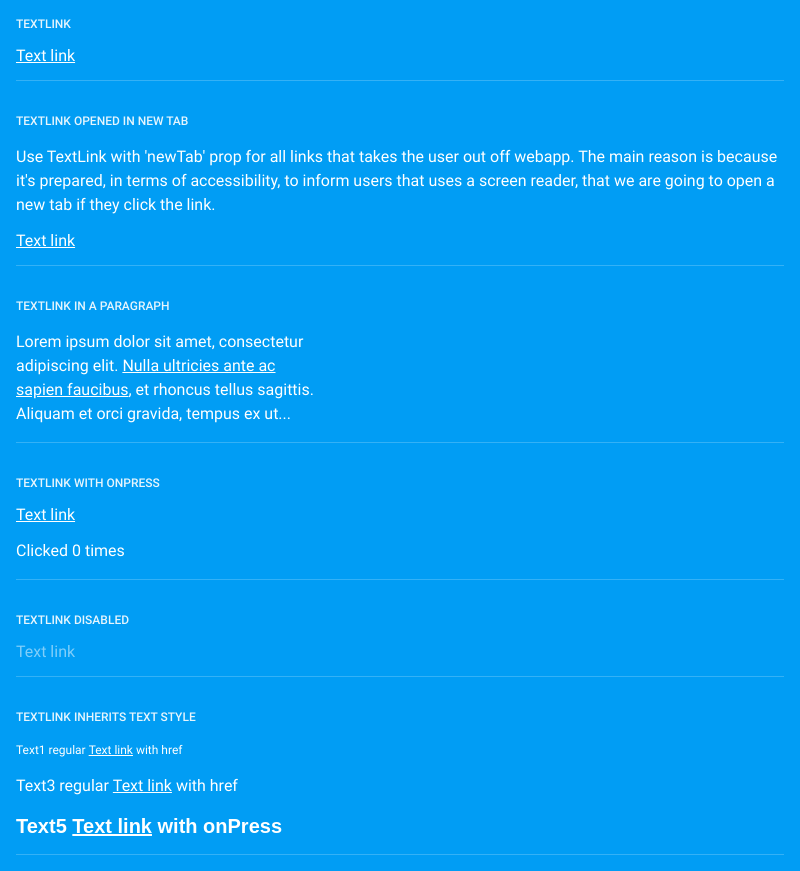 TEXTLINK
Text link
TEXTLINK OPENED IN NEW TAB
Use TextLink with 'newTab' prop for all links that takes the user out off webapp. The main reason is because
it's prepared, in terms of accessibility, to inform users that uses a screen reader, that we are going to open a
new tab if they click the link.
Text link
TEXTLINK IN A PARAGRAPH
Lorem ipsum dolor sit amet, consectetur
adipiscing elit. Nulla ultricies ante ac
sapien faucibus, et rhoncus tellus sagittis.
Aliquam et orci gravida, tempus ex ut...
TEXTLINK WITH ONPRESS
Text link
Clicked 0 times
TEXTLINK DISABLED
Text link
TEXTLINK INHERITS TEXT STYLE
Text1 regular Text link with href
Text3 regular Text link with href
Text5 Text link with onPress